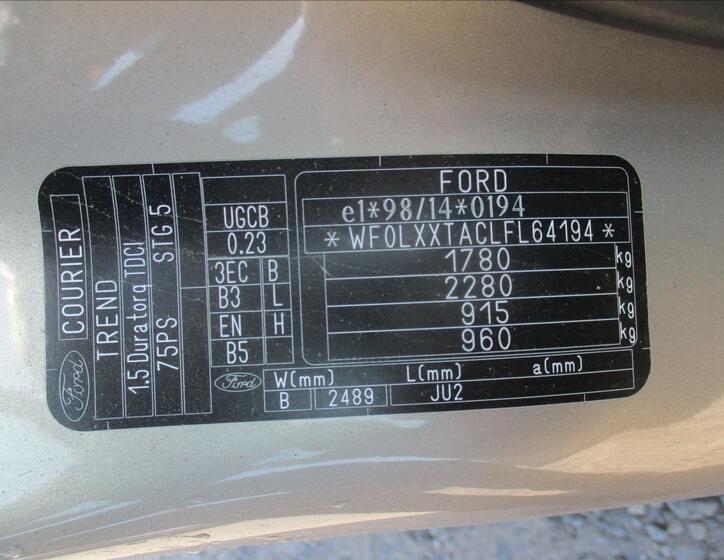 Ford
COURIER
TREND
1.5 Duratorq TDCI
75PS STG 5
UGCB
0.23
3EC B
B3 L
EN H
B5
FORD
e1*98/14*0194
* WF0LXXTACLFL64194 *
1780 kg
2280 kg
915 kg
960 kg
Ford
W(mm) L(mm) a(mm)
B 2489 JU2